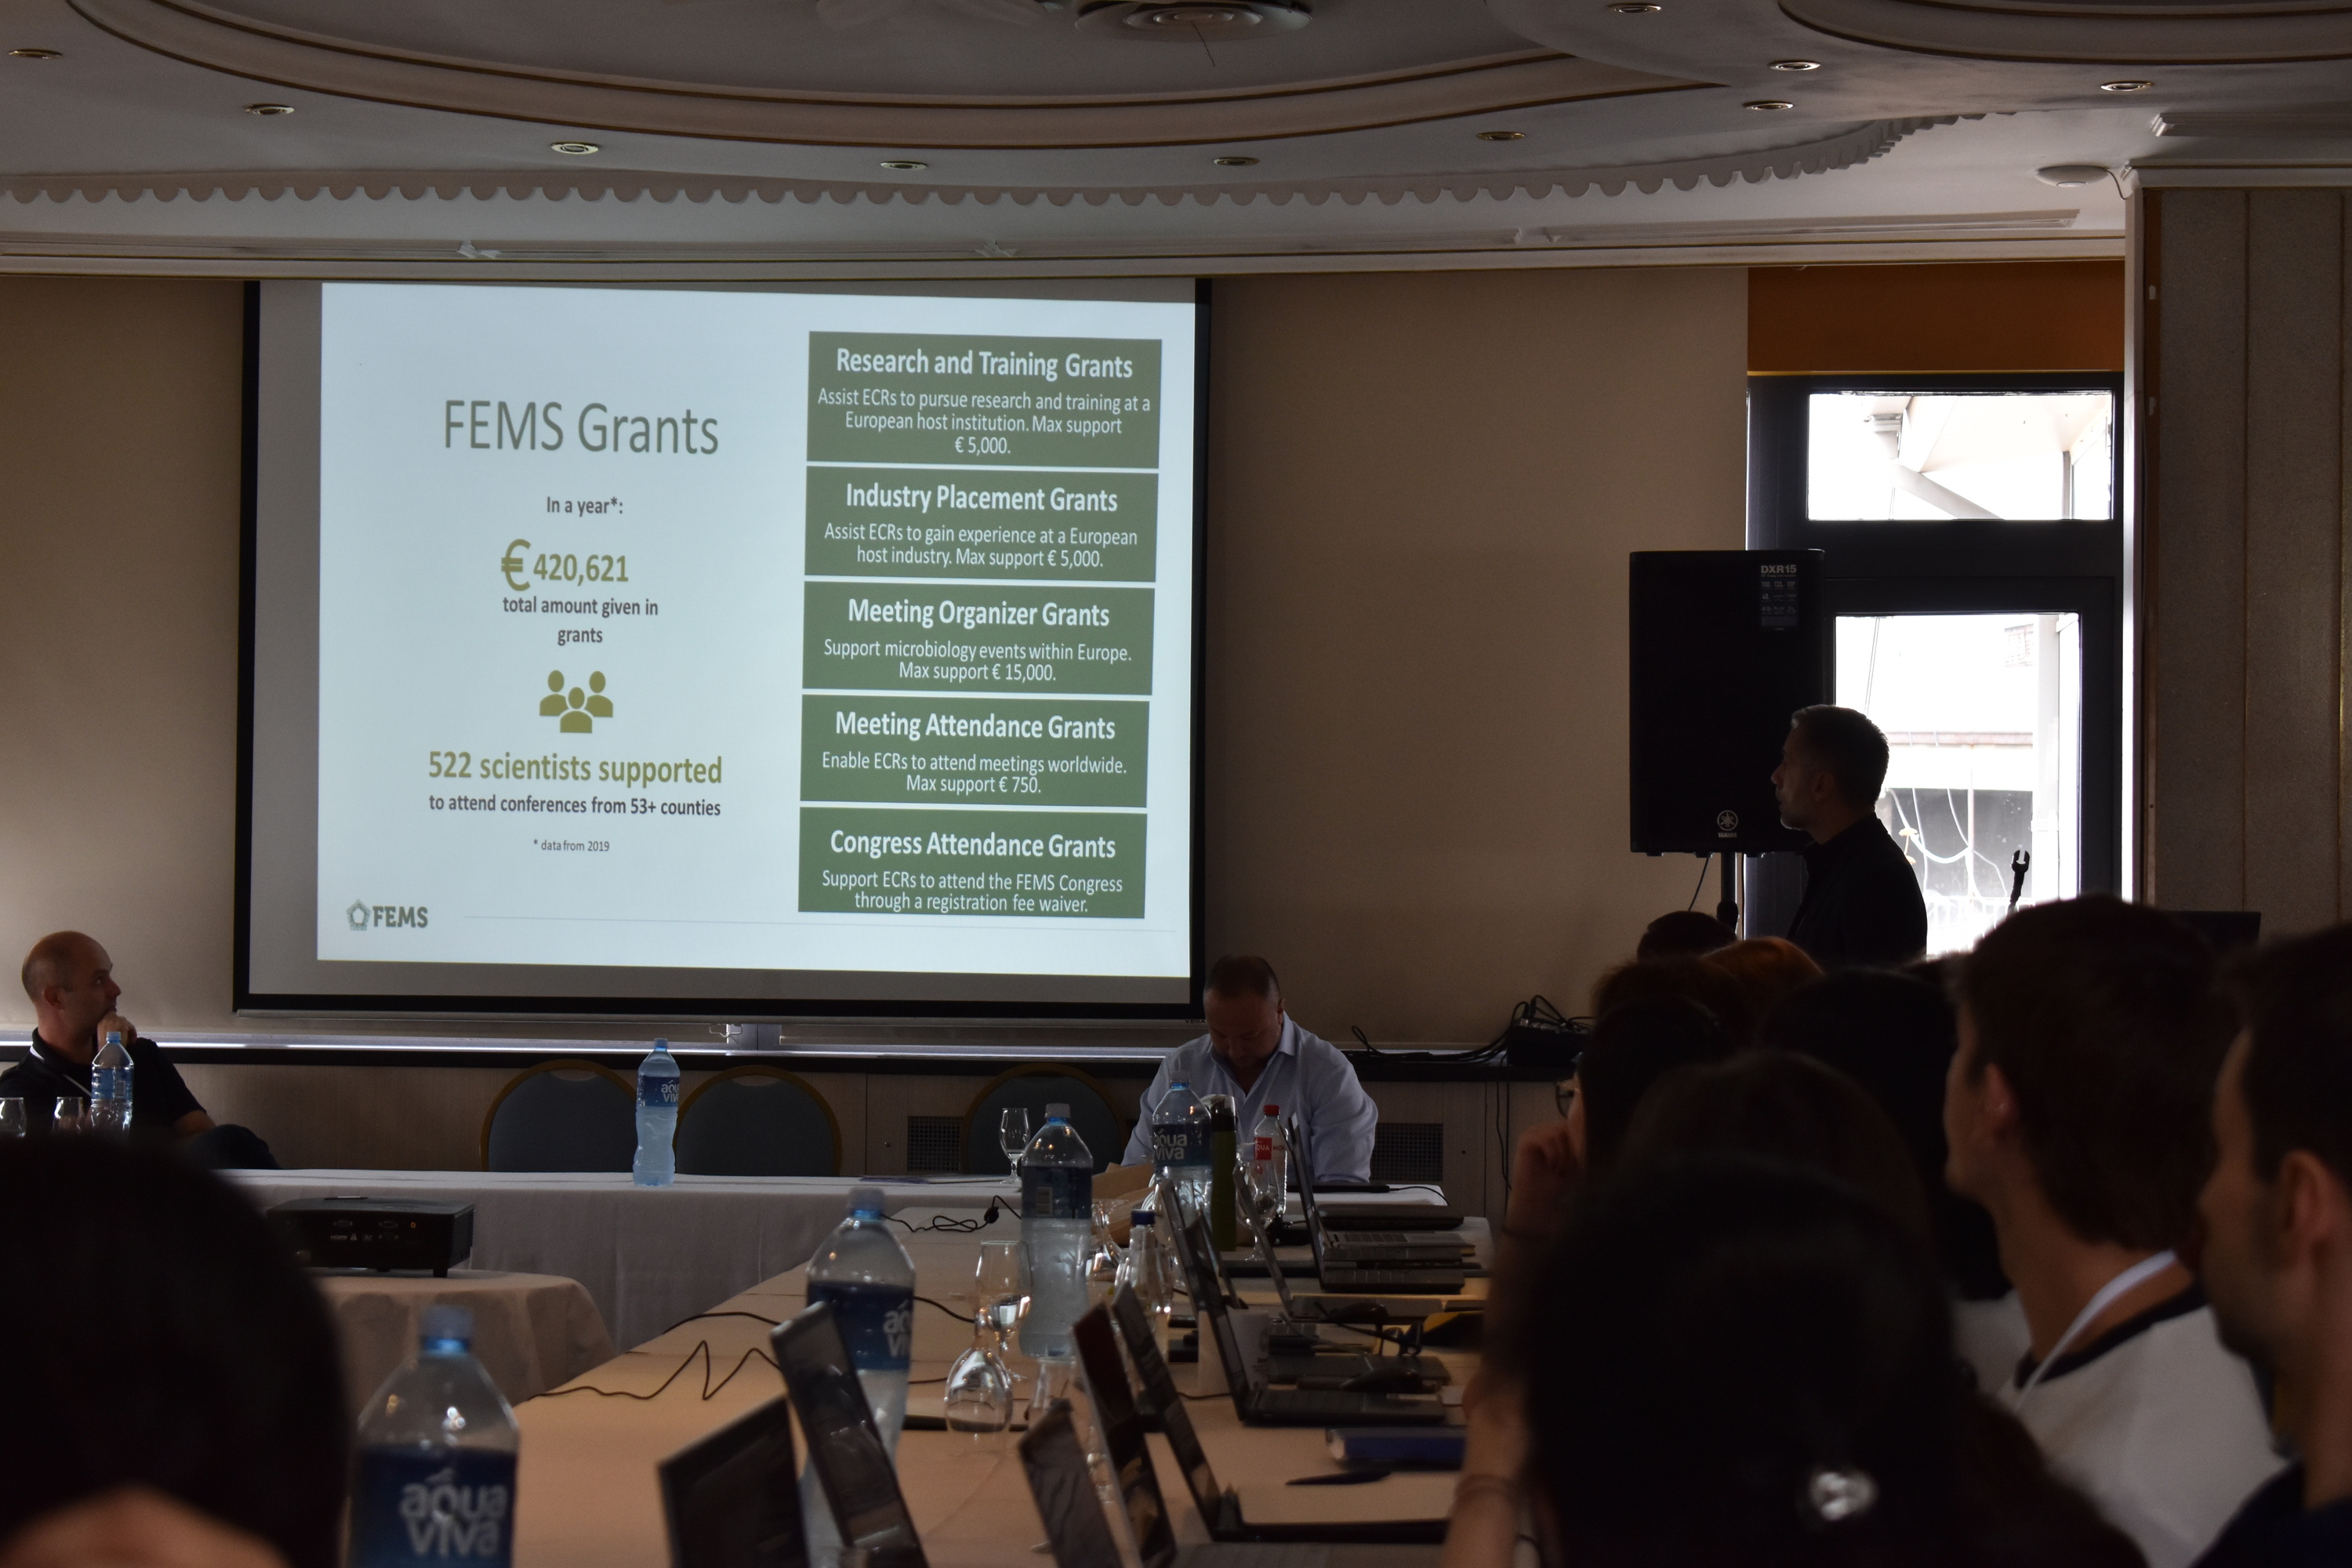 FEMS Grants
In a year*:
€ 420,621
total amount given in
grants
522 scientists supported
to attend conferences from 53+ counties
* data from 2019
FEMS
Research and Training Grants
Assist ECRs to pursue research and training at a
European host institution. Max support
€ 5,000.
Industry Placement Grants
Assist ECRs to gain experience at a European
host industry. Max support € 5,000.
Meeting Organizer Grants
Support microbiology events within Europe.
Max support € 15,000.
Meeting Attendance Grants
Enable ECRs to attend meetings worldwide.
Max support € 750.
Congress Attendance Grants
Support ECRs to attend the FEMS Congress
through a registration fee waiver.
DXR15
YAMAHA
aqua
viva